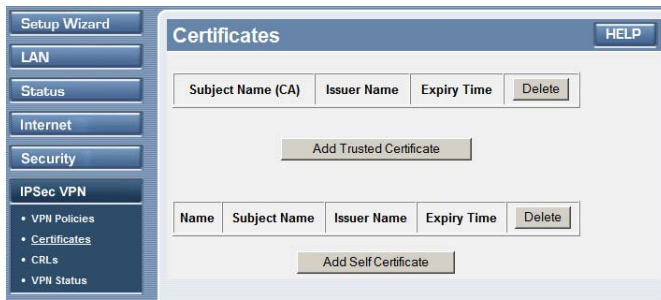 Setup Wizard
LAN
Status
Internet
Security
IPSec VPN
• VPN Policies
• Certificates
• CRLs
• VPN Status
Certificates
HELP
Subject Name (CA) Issuer Name Expiry Time Delete
Add Trusted Certificate
Name Subject Name Issuer Name Expiry Time Delete
Add Self Certificate